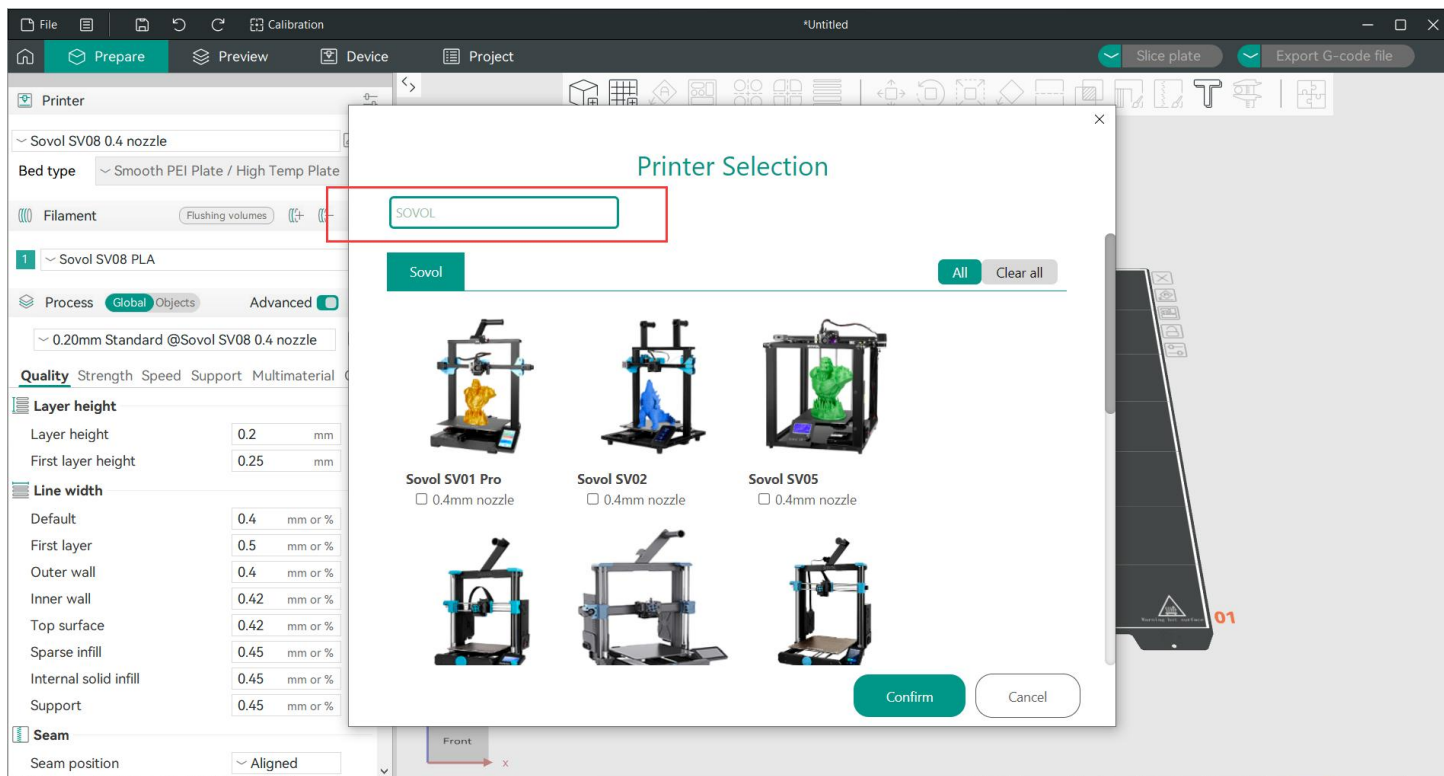 File Calibration *Untitled
Prepare Preview Device Project Slice plate Export G-code file
Printer
Sovol SV08 0.4 nozzle
Bed type Smooth PEI Plate / High Temp Plate
Filament Flushing volumes
1 Sovol SV08 PLA
Process Global Objects Advanced
0.20mm Standard @Sovol SV08 0.4 nozzle
Quality Strength Speed Support Multimaterial
Layer height
Layer height 0.2 mm
First layer height 0.25 mm
Line width
Default 0.4 mm or %
First layer 0.5 mm or %
Outer wall 0.4 mm or %
Inner wall 0.42 mm or %
Top surface 0.42 mm or %
Sparse infill 0.45 mm or %
Internal solid infill 0.45 mm or %
Support 0.45 mm or %
Seam
Seam position Aligned
Printer Selection
SOVOL
Sovol All Clear all
Sovol SV01 Pro Sovol SV02 Sovol SV05
0.4mm nozzle 0.4mm nozzle 0.4mm nozzle
Confirm Cancel
Warning hot surface 01
Front
x